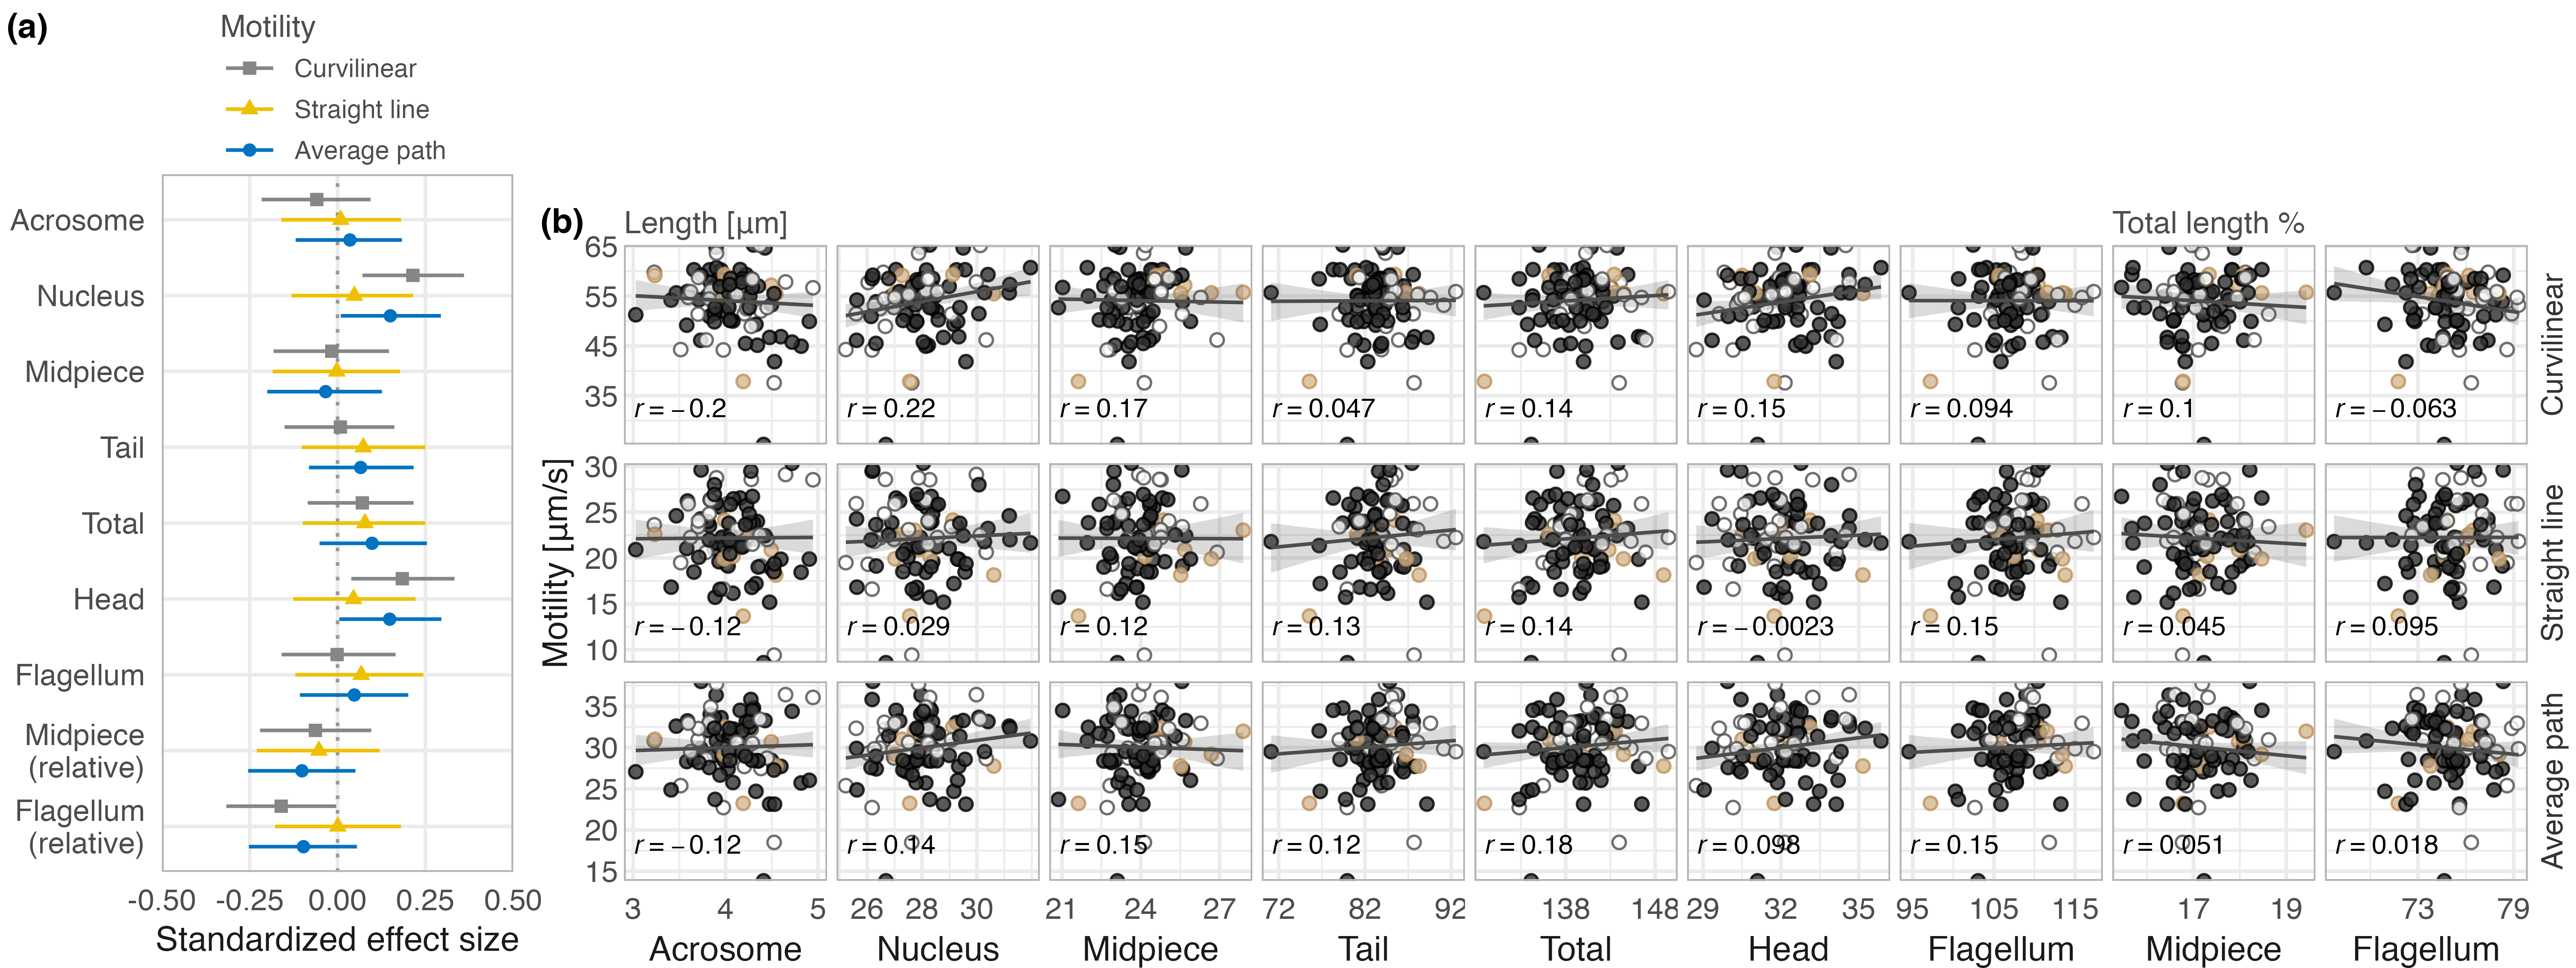 (a)
Motility
Curvilinear
Straight line
Average path
Acrosome
Nucleus
Midpiece
Tail
Total
Head
Flagellum
Midpiece
(relative)
Flagellum
(relative)
-0.50 -0.25 0.00 0.25 0.50
Standardized effect size
(b) Length [µm] Total length %
Motility [µm/s]
65
55
45
35
r = −0.2 r = 0.22 r = 0.17 r = 0.047 r = 0.14 r = 0.15 r = 0.094 r = 0.1 r = −0.063
Curvilinear
30
25
20
15
10
r = −0.12 r = 0.029 r = 0.12 r = 0.13 r = 0.14 r = −0.0023 r = 0.15 r = 0.045 r = 0.095
Straight line
35
30
25
20
15
r = −0.12 r = 0.14 r = 0.15 r = 0.12 r = 0.18 r = 0.098 r = 0.15 r = 0.051 r = 0.018
Average path
3 4 5 26 28 30 21 24 27 72 82 92 138 148 29 32 35 95 105 115 17 19 73 79
Acrosome Nucleus Midpiece Tail Total Head Flagellum Midpiece Flagellum